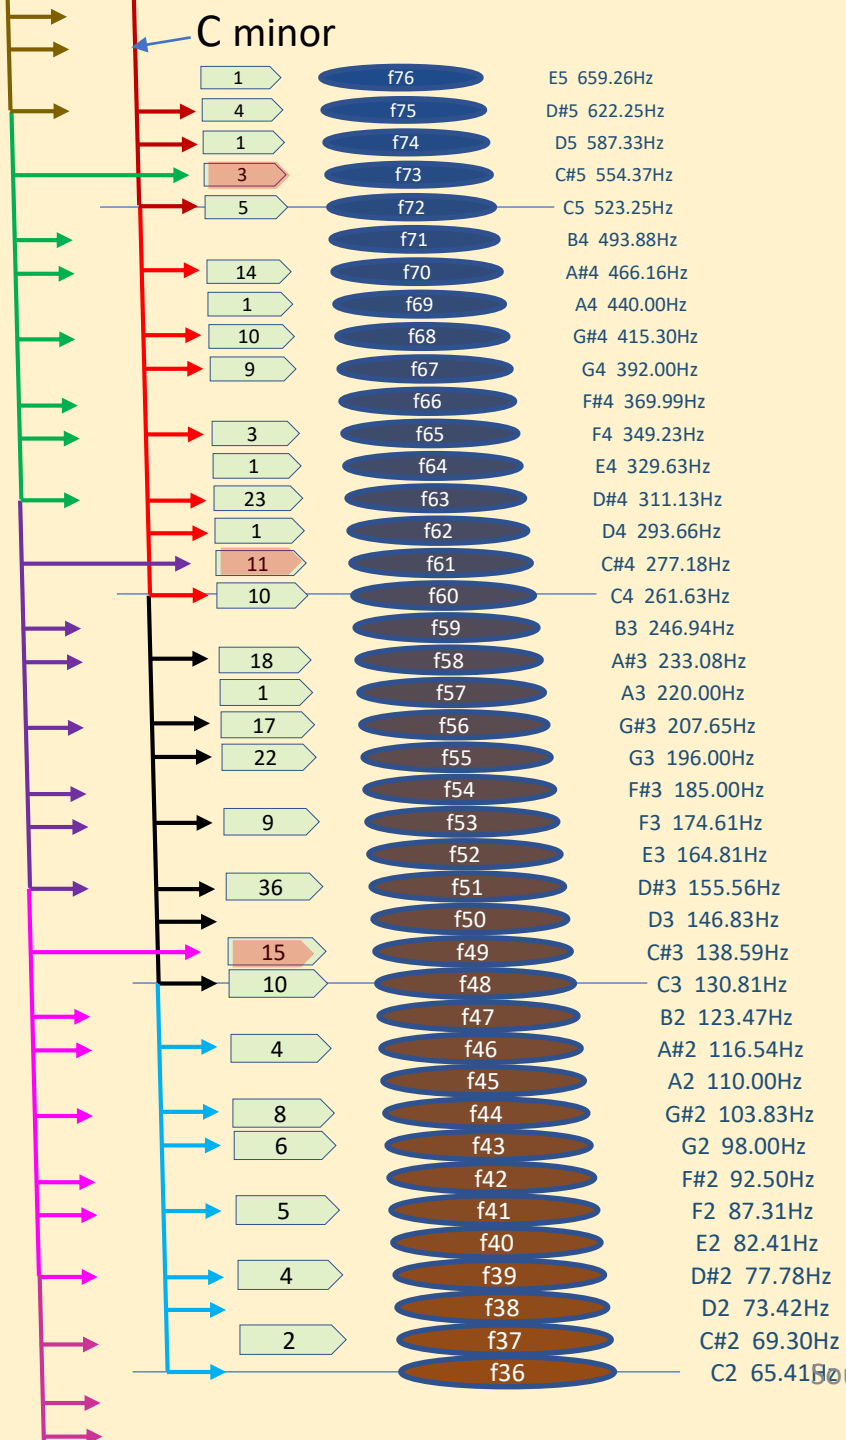 C minor
1 f76 E5 659.26Hz
4 f75 D#5 622.25Hz
1 f74 D5 587.33Hz
3 f73 C#5 554.37Hz
5 f72 C5 523.25Hz
f71 B4 493.88Hz
14 f70 A#4 466.16Hz
1 f69 A4 440.00Hz
10 f68 G#4 415.30Hz
9 f67 G4 392.00Hz
f66 F#4 369.99Hz
3 f65 F4 349.23Hz
1 f64 E4 329.63Hz
23 f63 D#4 311.13Hz
1 f62 D4 293.66Hz
11 f61 C#4 277.18Hz
10 f60 C4 261.63Hz
f59 B3 246.94Hz
18 f58 A#3 233.08Hz
1 f57 A3 220.00Hz
17 f56 G#3 207.65Hz
22 f55 G3 196.00Hz
f54 F#3 185.00Hz
9 f53 F3 174.61Hz
f52 E3 164.81Hz
36 f51 D#3 155.56Hz
f50 D3 146.83Hz
15 f49 C#3 138.59Hz
10 f48 C3 130.81Hz
f47 B2 123.47Hz
4 f46 A#2 116.54Hz
f45 A2 110.00Hz
8 f44 G#2 103.83Hz
6 f43 G2 98.00Hz
f42 F#2 92.50Hz
5 f41 F2 87.31Hz
f40 E2 82.41Hz
4 f39 D#2 77.78Hz
f38 D2 73.42Hz
2 f37 C#2 69.30Hz
f36 C2 65.41Hz